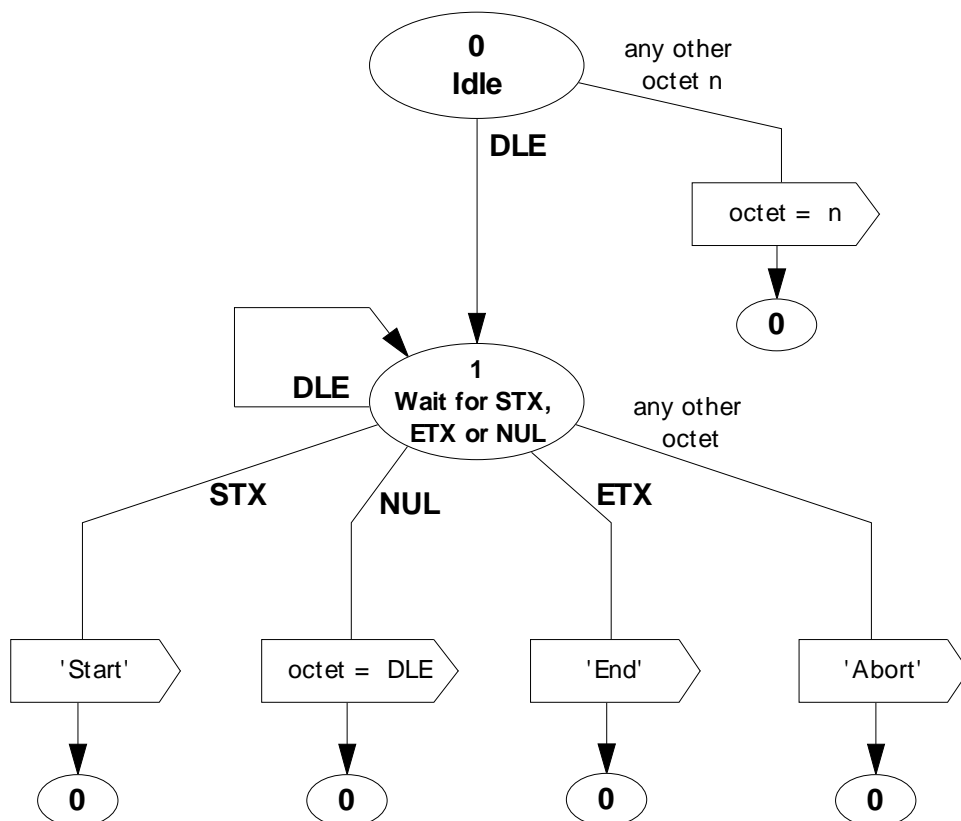 0
Idle
any other
octet n
DLE
octet = n
0
DLE
1
Wait for STX,
ETX or NUL
any other
octet
STX
NUL
ETX
'Start'
octet = DLE
'End'
'Abort'
0
0
0
0